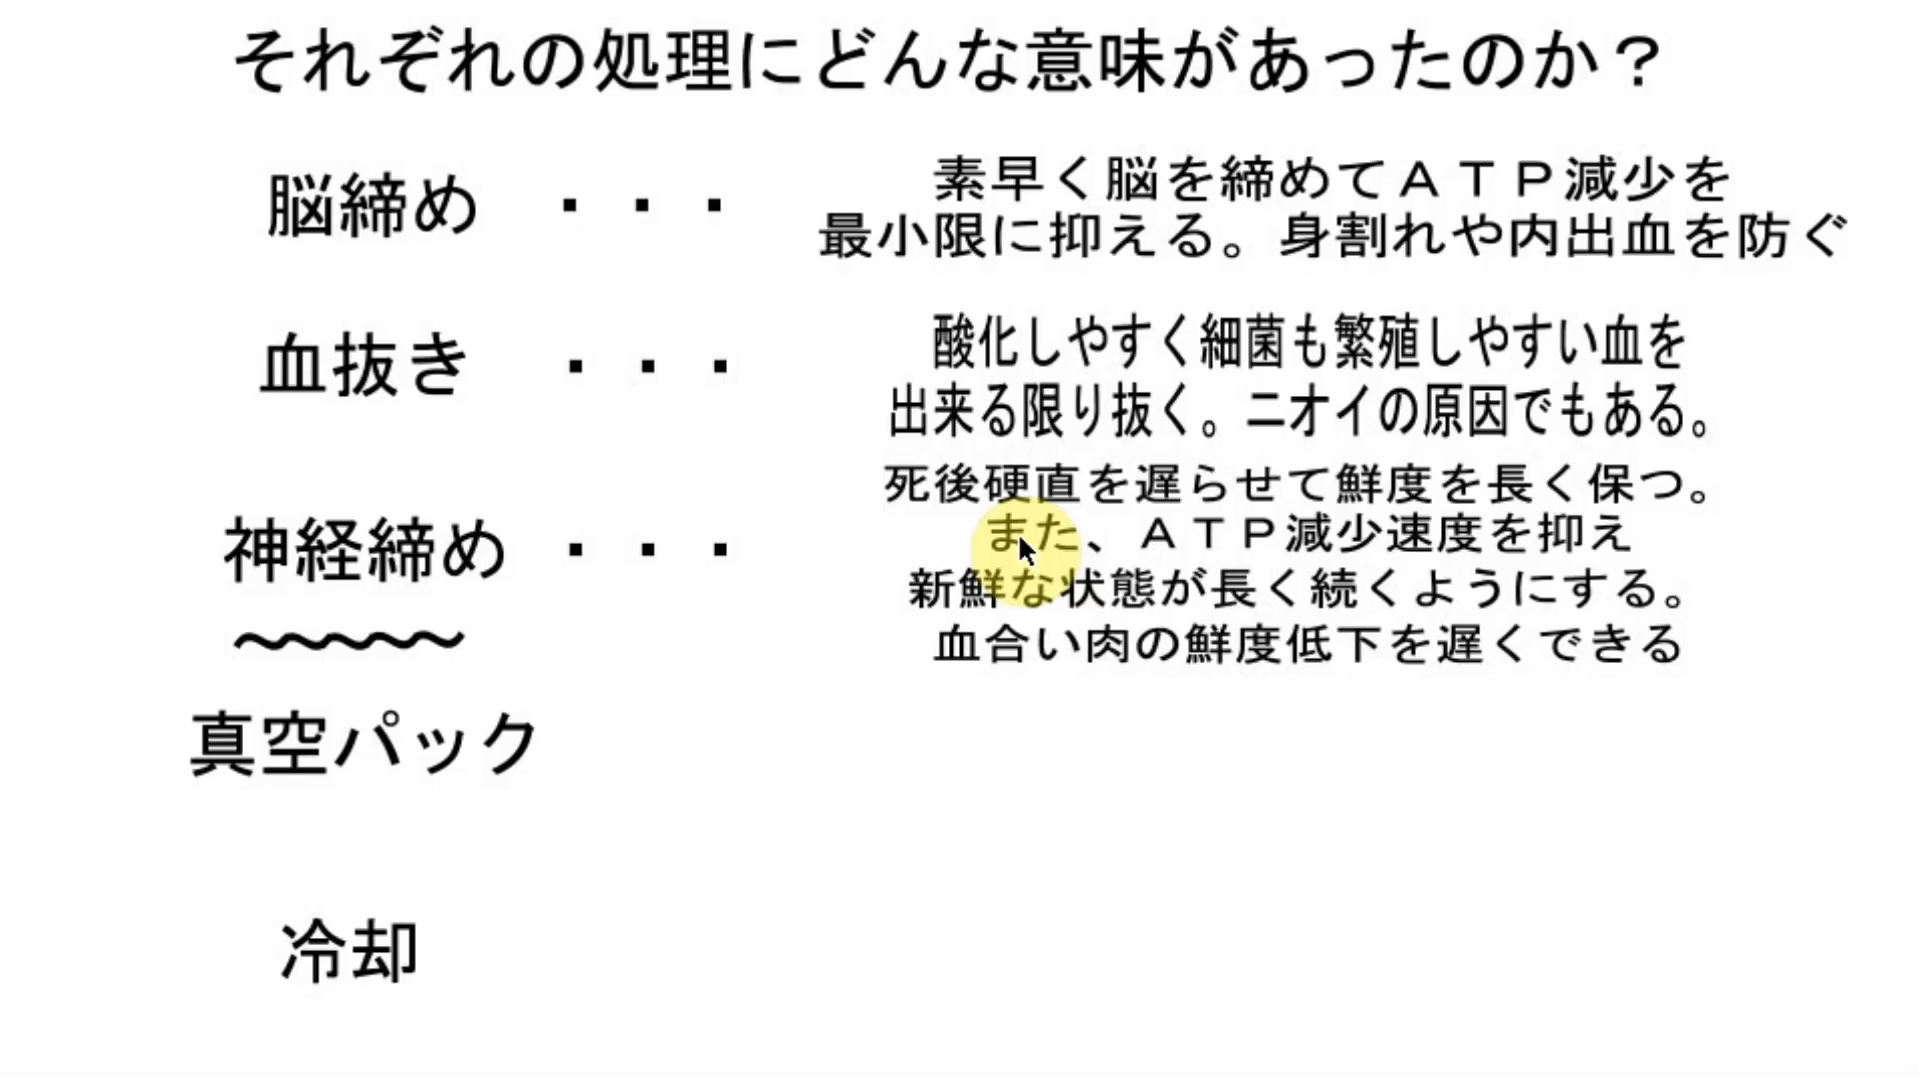 それぞれの処理にどんな意味があったのか？
脳締め ・・・
素早く脳を締めてＡＴＰ減少を
最小限に抑える。身割れや内出血を防ぐ
血抜き ・・・
酸化しやすく細菌も繁殖しやすい血を
出来る限り抜く。ニオイの原因でもある。
神経締め ・・・
死後硬直を遅らせて鮮度を長く保つ。
また、ＡＴＰ減少速度を抑え
新鮮な状態が長く続くようにする。
血合い肉の鮮度低下を遅くできる
真空パック
冷却